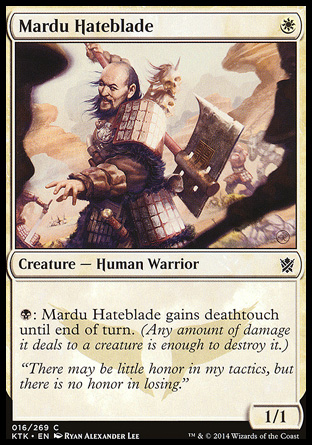 Mardu Hateblade
Creature — Human Warrior
: Mardu Hateblade gains deathtouch
until end of turn. (Any amount of damage
it deals to a creature is enough to destroy it.)
“There may be little honor in my tactics, but
there is no honor in losing.”
1/1
016/269 C
KTK • EN Ryan Alexander Lee
™ & © 2014 Wizards of the Coast